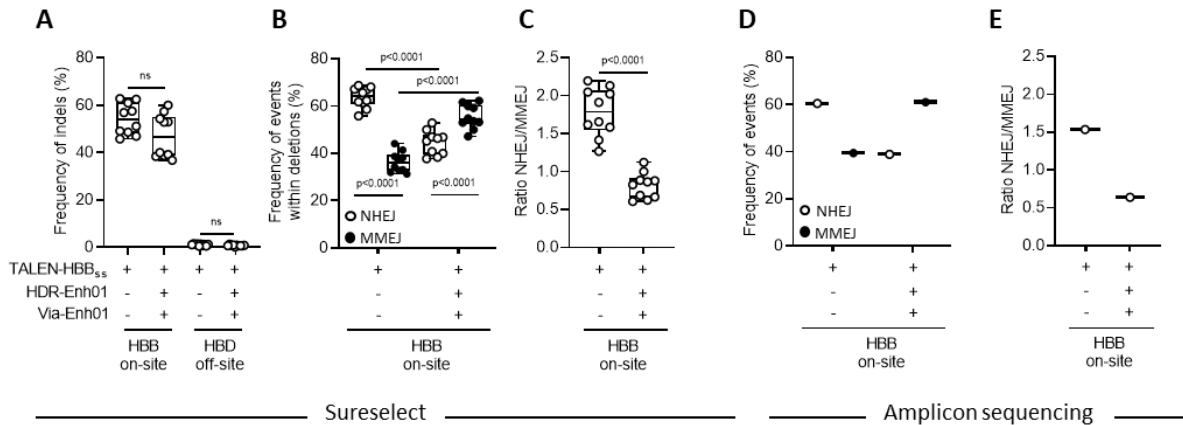 A
Frequency of indels (%)
80
60
40
20
0
ns
ns
TALEN-HBBss + + + +
HDR-Enh01 - + - +
Via-Enh01 - + - +
HBB
on-site
HBD
off-site
B
Frequency of events
within deletions (%)
80
60
40
20
0
p<0.0001
p<0.0001
p<0.0001
p<0.0001
NHEJ
MMEJ
+ +
- +
- +
HBB
on-site
C
Ratio NHEJ/MMEJ
2.5
2.0
1.5
1.0
0.5
0.0
p<0.0001
+ +
- +
- +
HBB
on-site
D
Frequency of events (%)
80
60
40
20
0
NHEJ
MMEJ
+ +
- +
- +
HBB
on-site
E
Ratio NHEJ/MMEJ
2.5
2.0
1.5
1.0
0.5
0.0
+ +
- +
- +
HBB
on-site
Sureselect
Amplicon sequencing